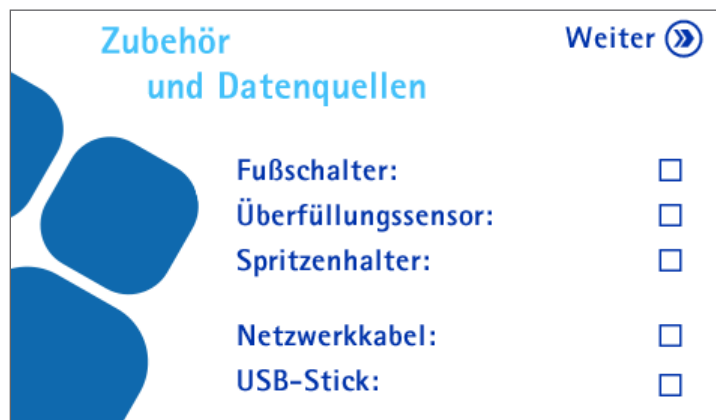 Zubehör
und Datenquellen
Weiter
Fußschalter:
Überfüllungssensor:
Spritzenhalter:
Netzwerkkabel:
USB-Stick: